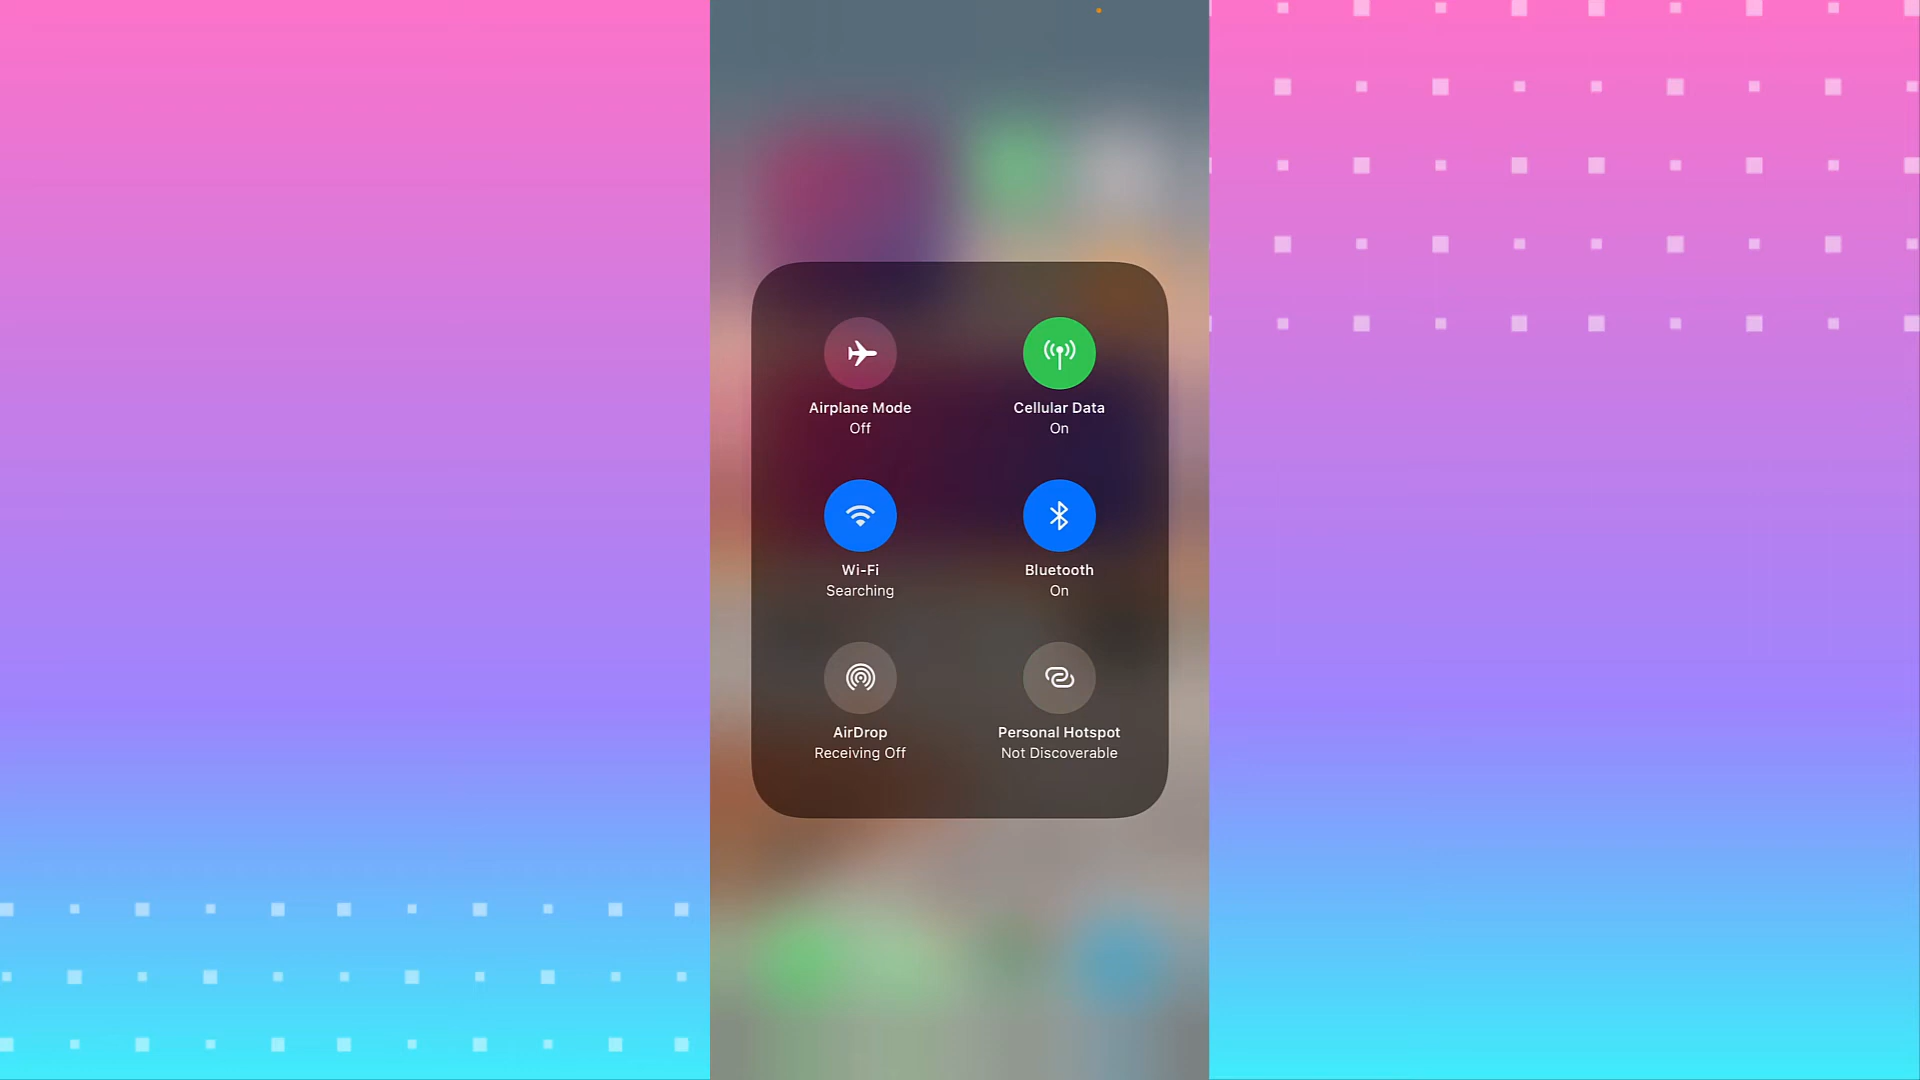 Airplane Mode
Off
Cellular Data
On
Wi-Fi
Searching
Bluetooth
On
AirDrop
Receiving Off
Personal Hotspot
Not Discoverable